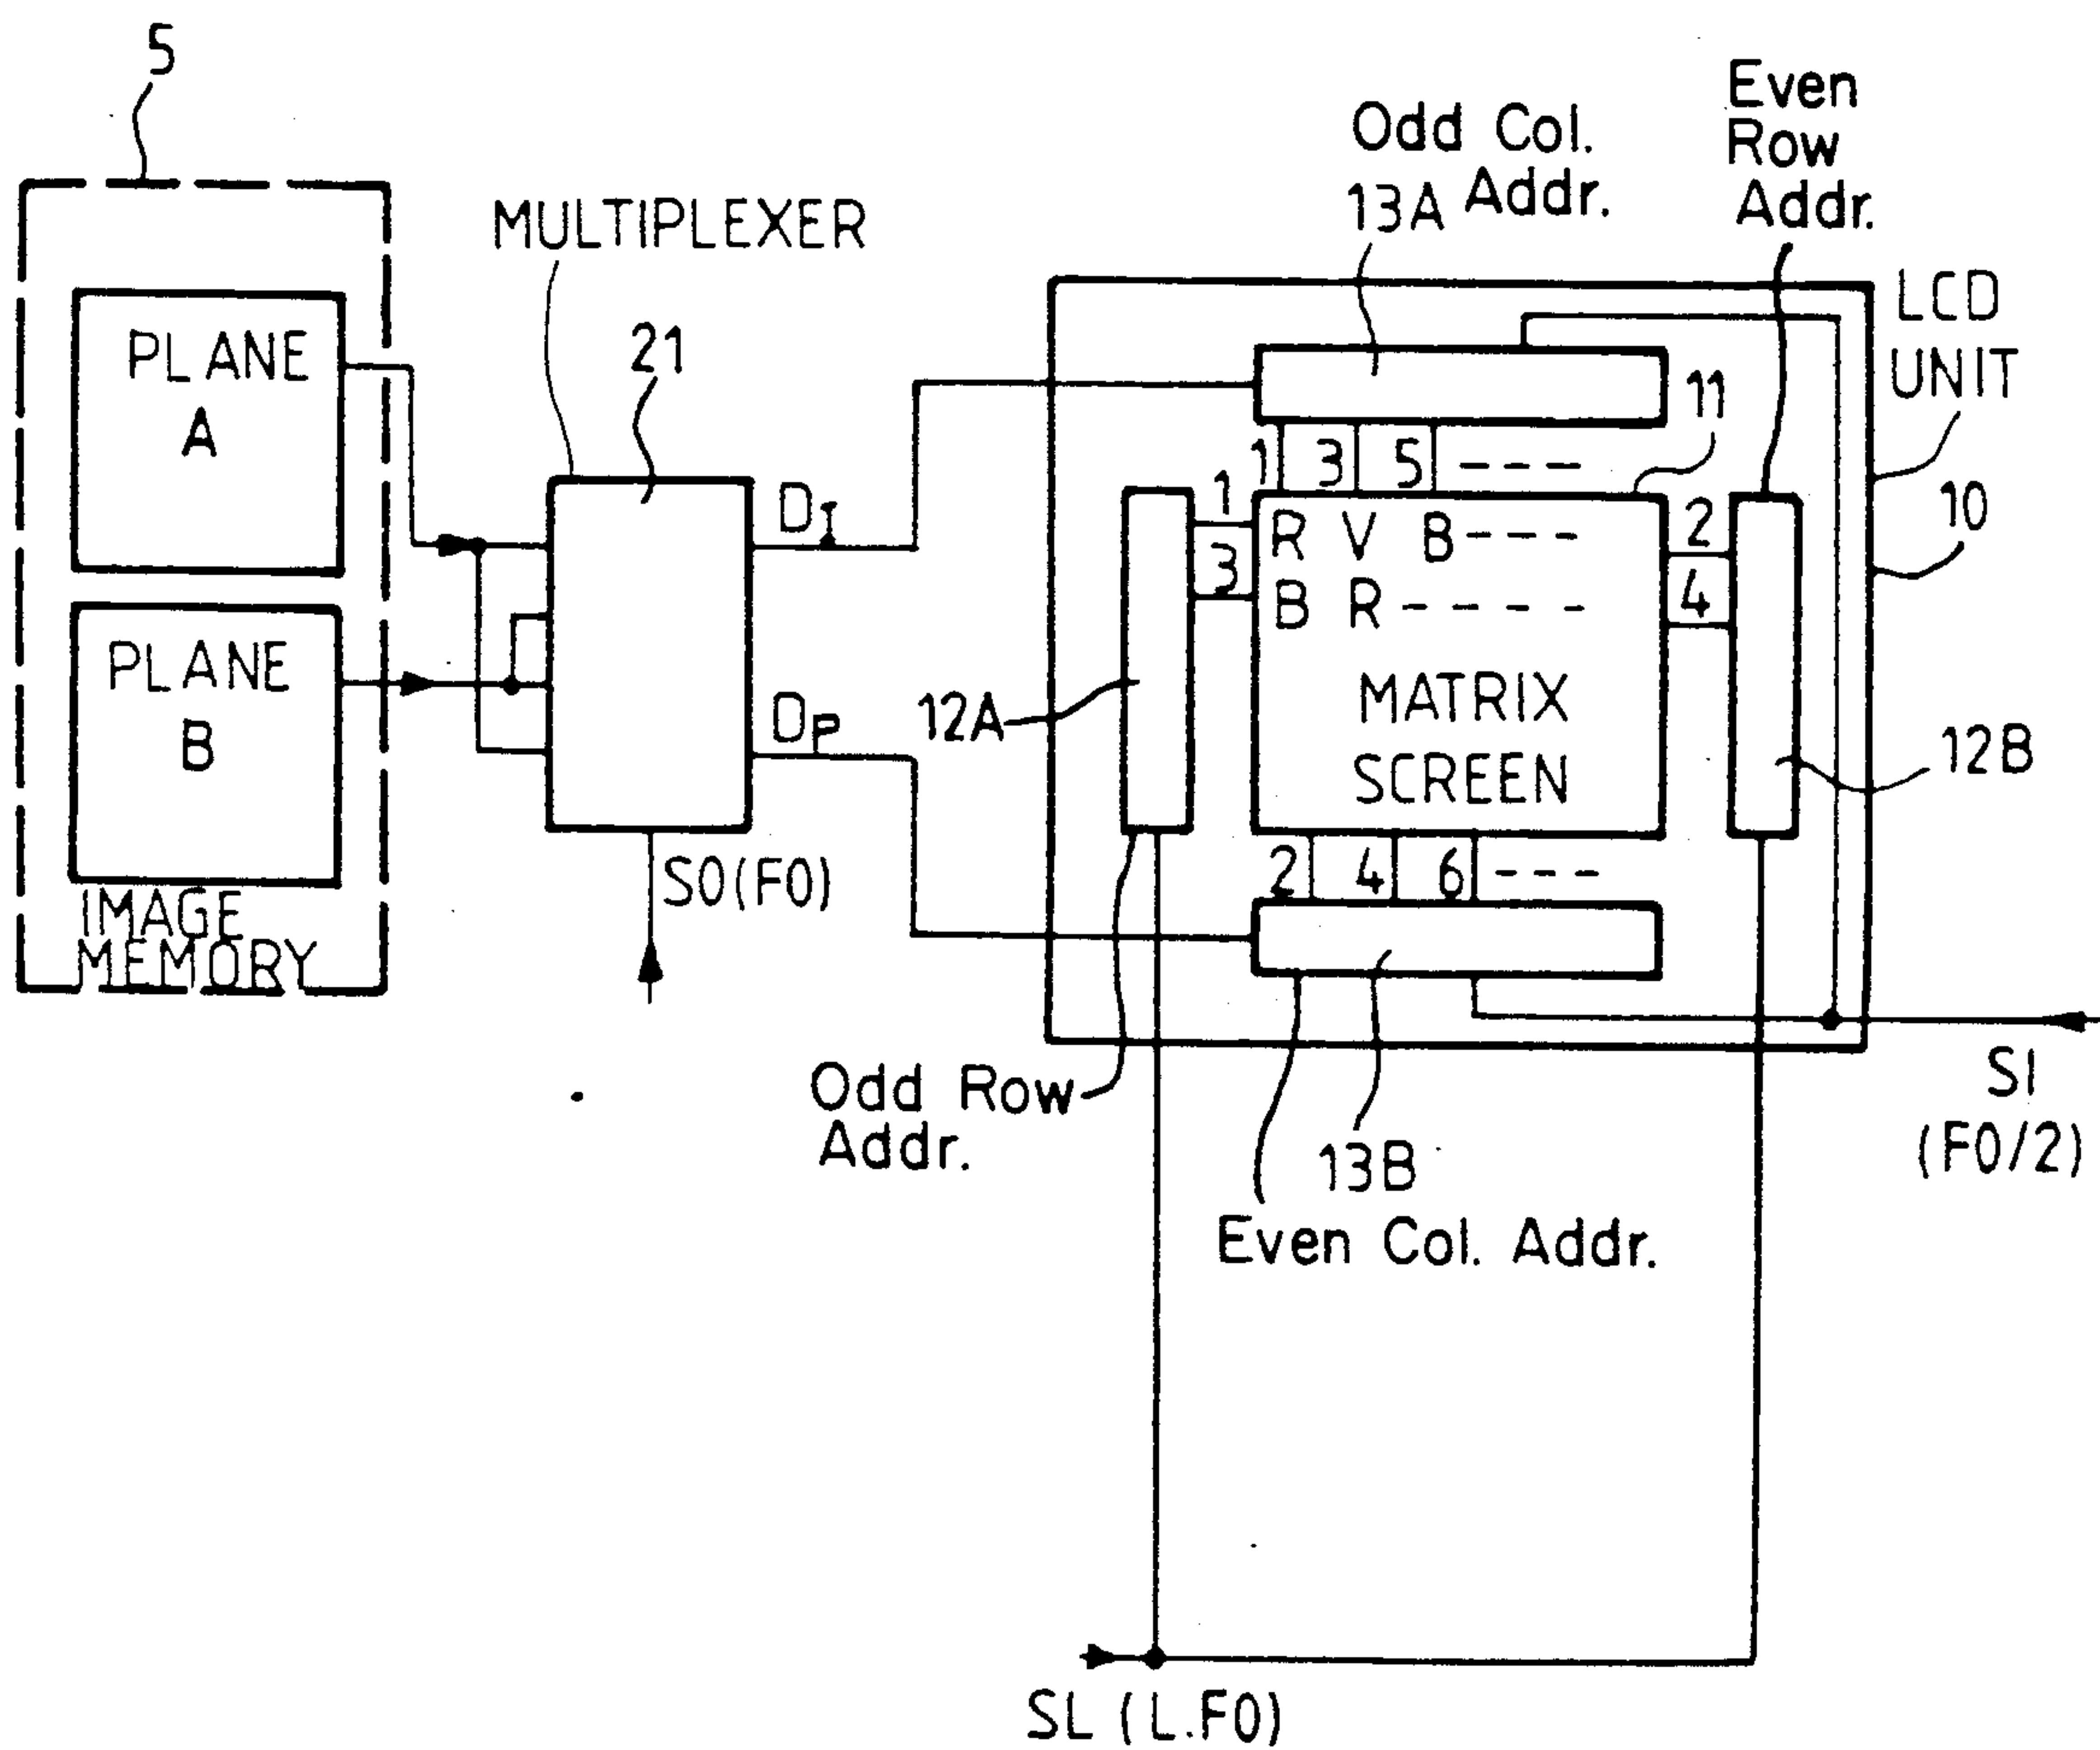 5
PLANE
A
PLANE
B
IMAGE
MEMORY
MULTIPLEXER
21
DI
DP
S0(F0)
Odd Col.
Addr.
13A
Even
Row
Addr.
LCD
UNIT
10
11
1 3 5 ----
1
3
R V B---
B R ----
MATRIX
SCREEN
2
4
12A
12B
2 4 6 ---
Odd Row
Addr.
13B
Even Col. Addr.
SI
(F0/2)
SL (L.F0)